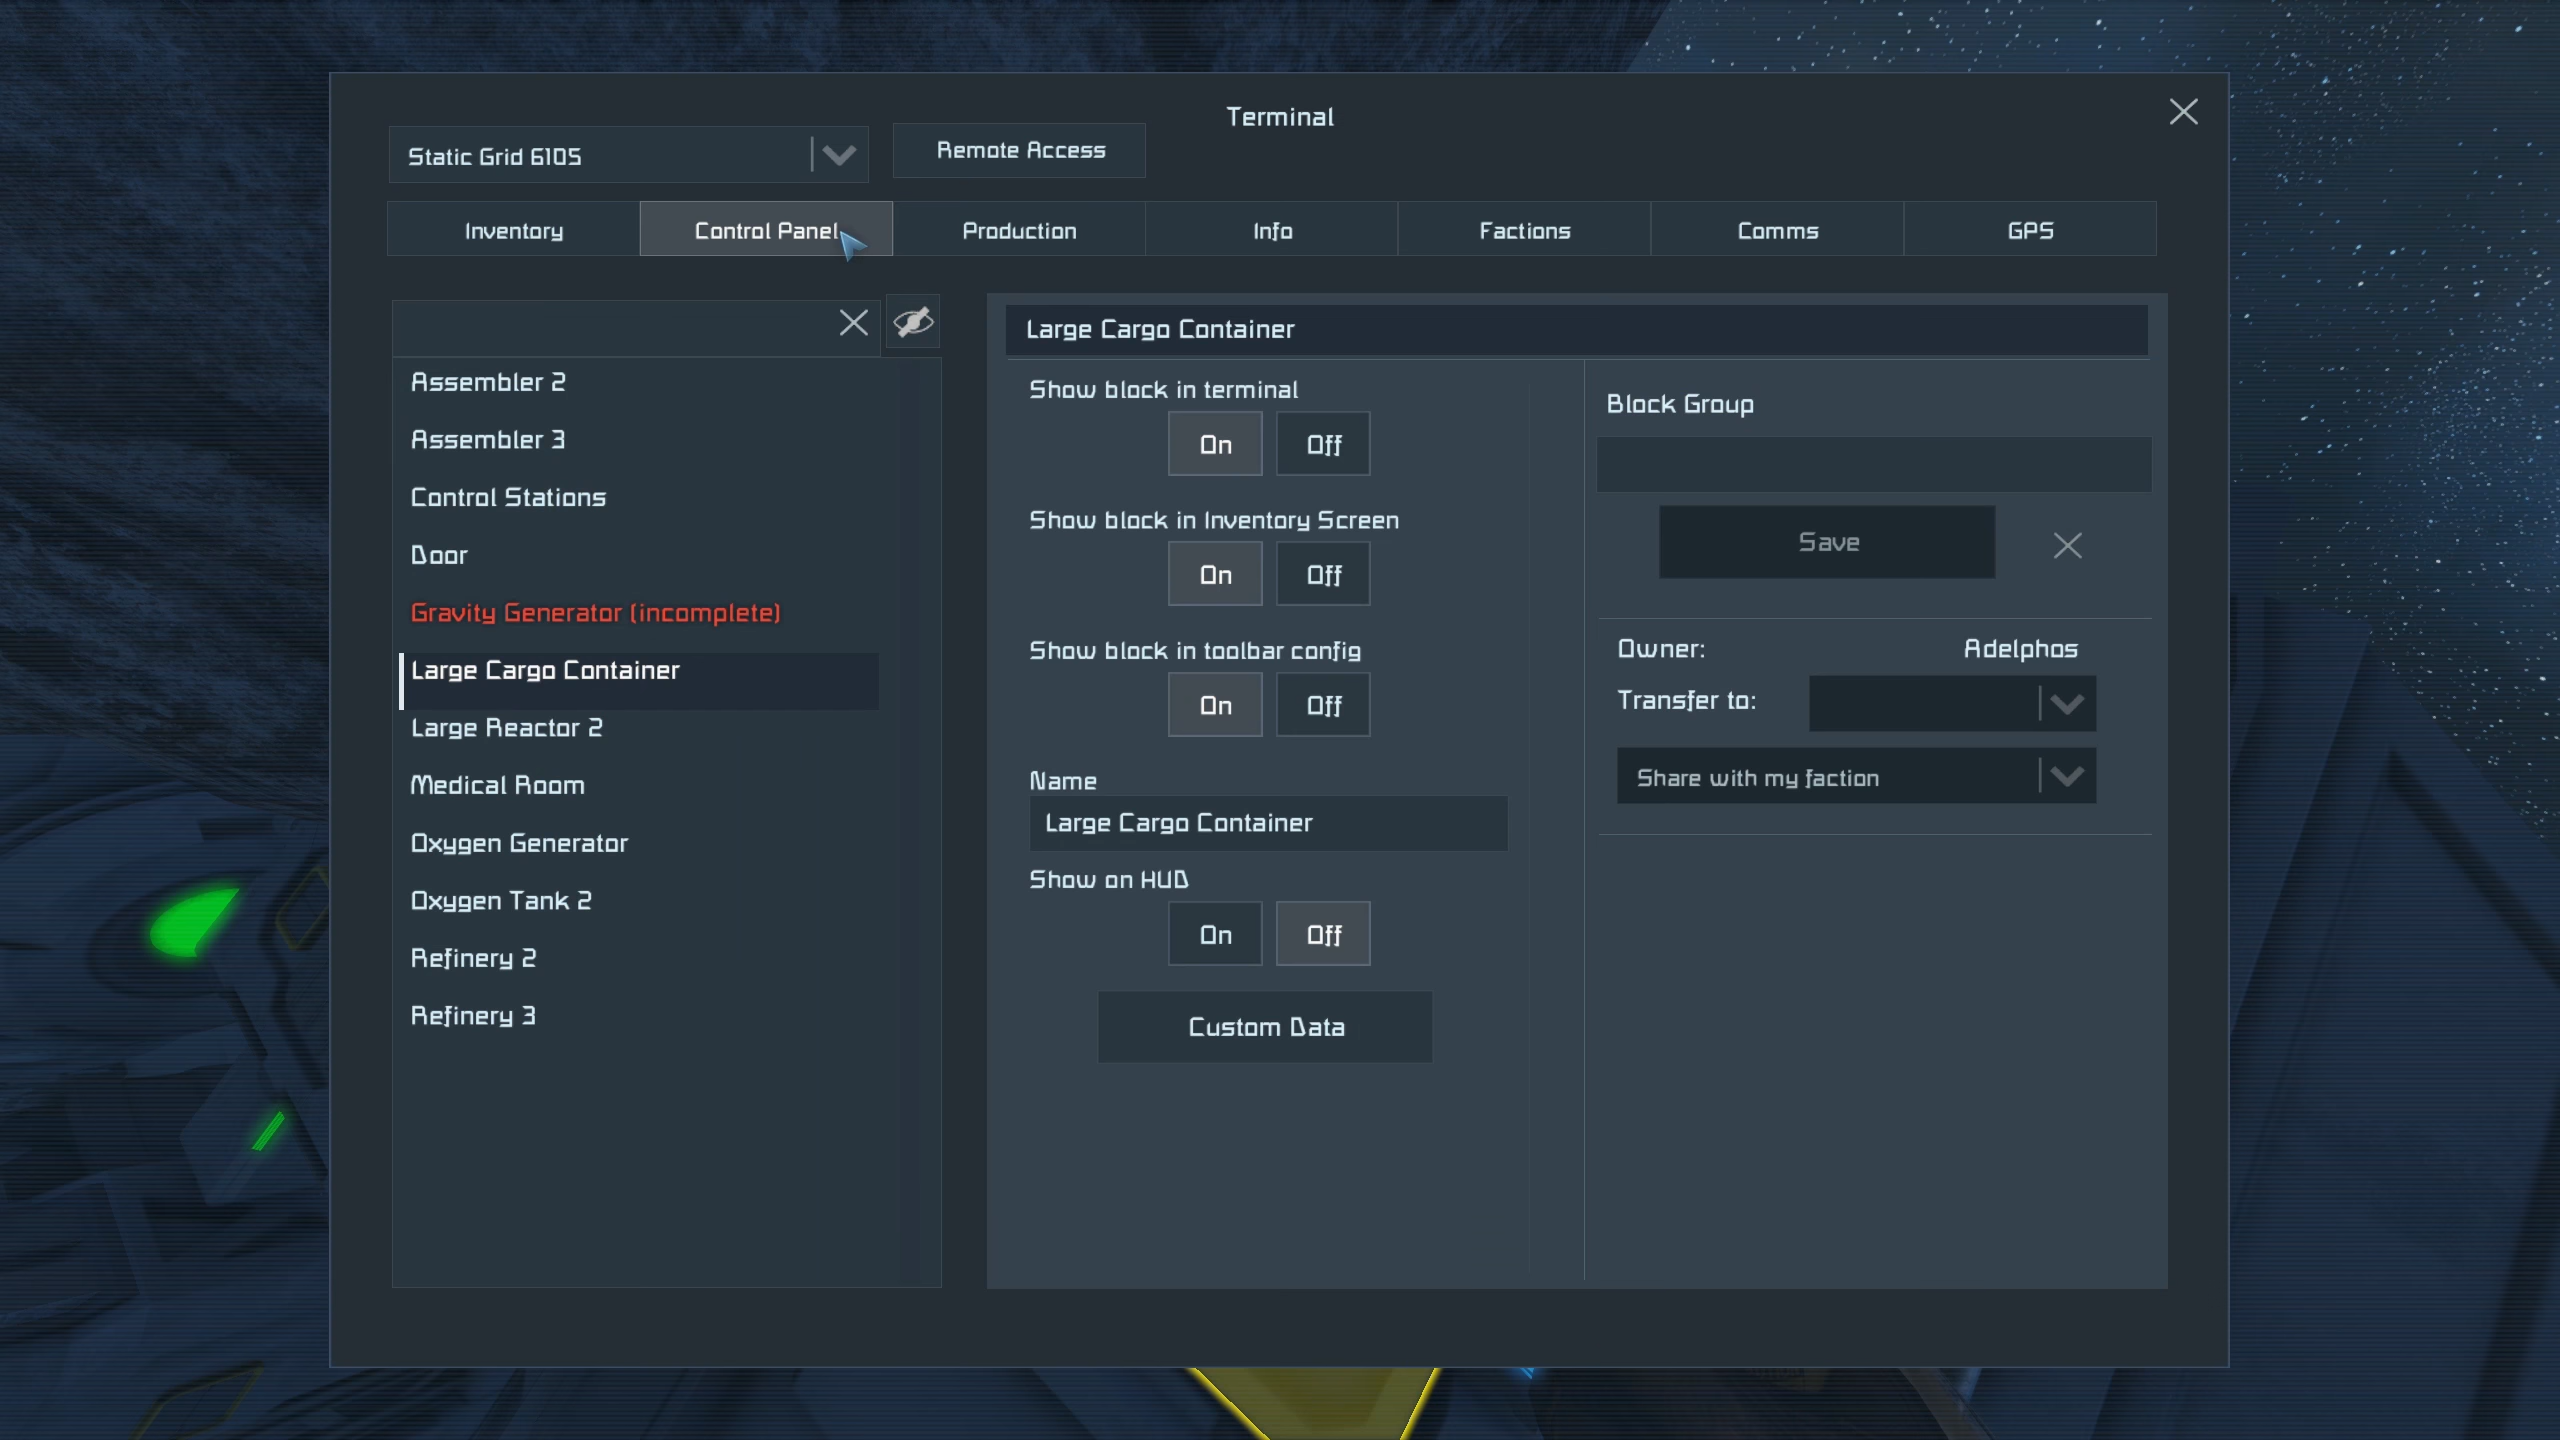 Terminal
Static Grid 6105
Remote Access
Inventory
Control Panel
Production
Info
Factions
Comms
GPS
Assembler 2
Assembler 3
Control Stations
Door
Gravity Generator (incomplete)
Large Cargo Container
Large Reactor 2
Medical Room
Oxygen Generator
Oxygen Tank 2
Refinery 2
Refinery 3
Large Cargo Container
Show block in terminal
On Off
Show block in Inventory Screen
On Off
Show block in toolbar config
On Off
Name
Large Cargo Container
Show on HUD
On Off
Custom Data
Block Group
Save
Owner: Adelphos
Transfer to:
Share with my faction